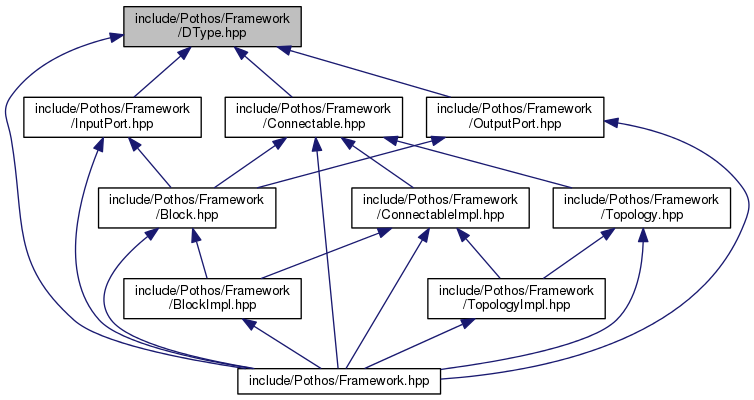 include/Pothos/Framework
/DType.hpp
include/Pothos/Framework
/InputPort.hpp
include/Pothos/Framework
/Connectable.hpp
include/Pothos/Framework
/OutputPort.hpp
include/Pothos/Framework
/Block.hpp
include/Pothos/Framework
/ConnectableImpl.hpp
include/Pothos/Framework
/Topology.hpp
include/Pothos/Framework
/BlockImpl.hpp
include/Pothos/Framework
/TopologyImpl.hpp
include/Pothos/Framework.hpp